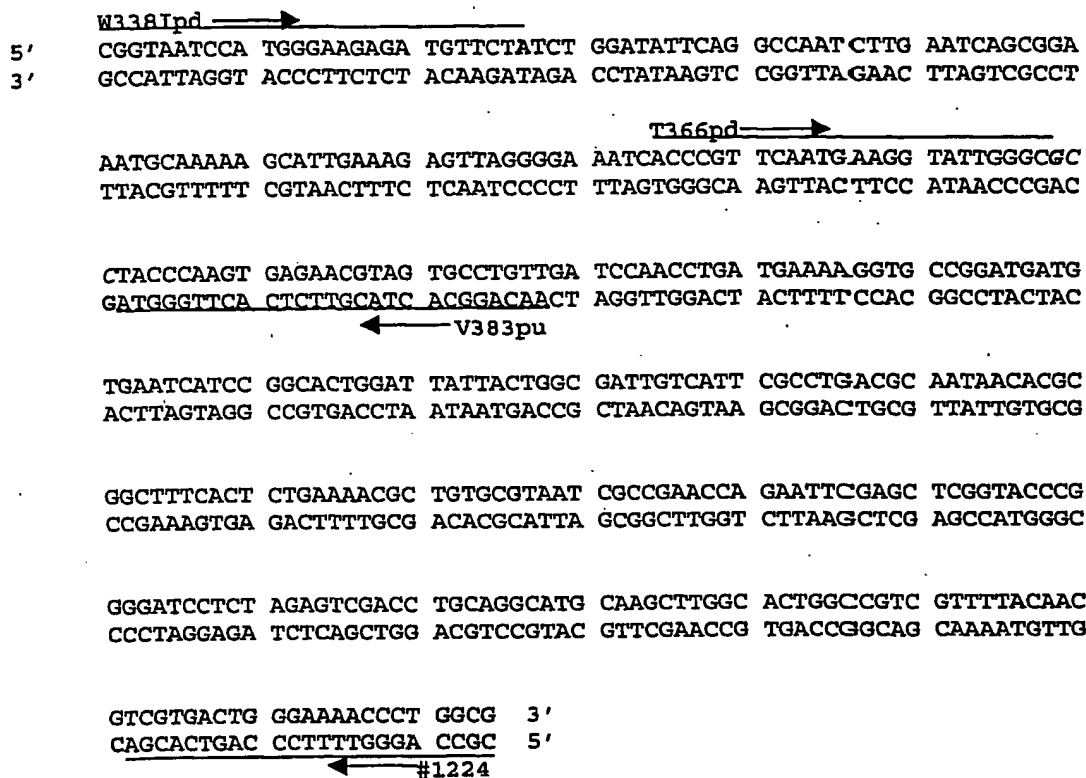 W338Ipd
5' CGGTAATCCA TGGGAAGAGA TGTTCTATCT GGATATTCAG GCCAATCTTG AATCAGCGGA
3' GCCATTAGGT ACCCTTCTCT ACAAGATAGA CCTATAAGTC CGGTTAGAAC TTAGTCGCCT
T366pd
AATGCAAAAA GCATTGAAAG AGTTAGGGGA AATCACCCGT TCAATGAAGG TATTGGGCGC
TTACGTTTTT CGTAACTTTC TCAATCCCCT TTAGTGGGCA AGTTACTTCC ATAACCCGAC
CTACCCAAGT GAGAACGTAG TGCCTGTTGA TCCAACCTGA TGAAAAGGTG CCGGATGATG
GATGGGTTCA CTCTTGCATC ACGGACAACT AGGTTGGACT ACTTTTCCAC GGCCTACTAC
V383pu
TGAATCATCC GGCACTGGAT TATTACTGGC GATTGTCATT CGCCTGACGC AATAACACGC
ACTTAGTAGG CCGTGACCTA ATAATGACCG CTAACAGTAA GCGGACTGCG TTATTGTGCG
GGCTTTCACT CTGAAAACGC TGTGCGTAAT CGCCGAACCA GAATTCGAGC TCGGTACCCG
CCGAAAGTGA GACTTTTGCG ACACGCATTA GCGGCTTGGT CTTAAGCTCG AGCCATGGGC
GGGATCCTCT AGAGTCGACC TGCAGGCATG CAAGCTTGGC ACTGGCCGTC GTTTTACAAC
CCCTAGGAGA TCTCAGCTGG ACGTCCGTAC GTTCGAACCG TGACCGGCAG CAAAATGTTG
GTCGTGACTG GGAAAACCCT GGCG 3'
CAGCACTGAC CCTTTTGGGA CCGC 5'
#1224